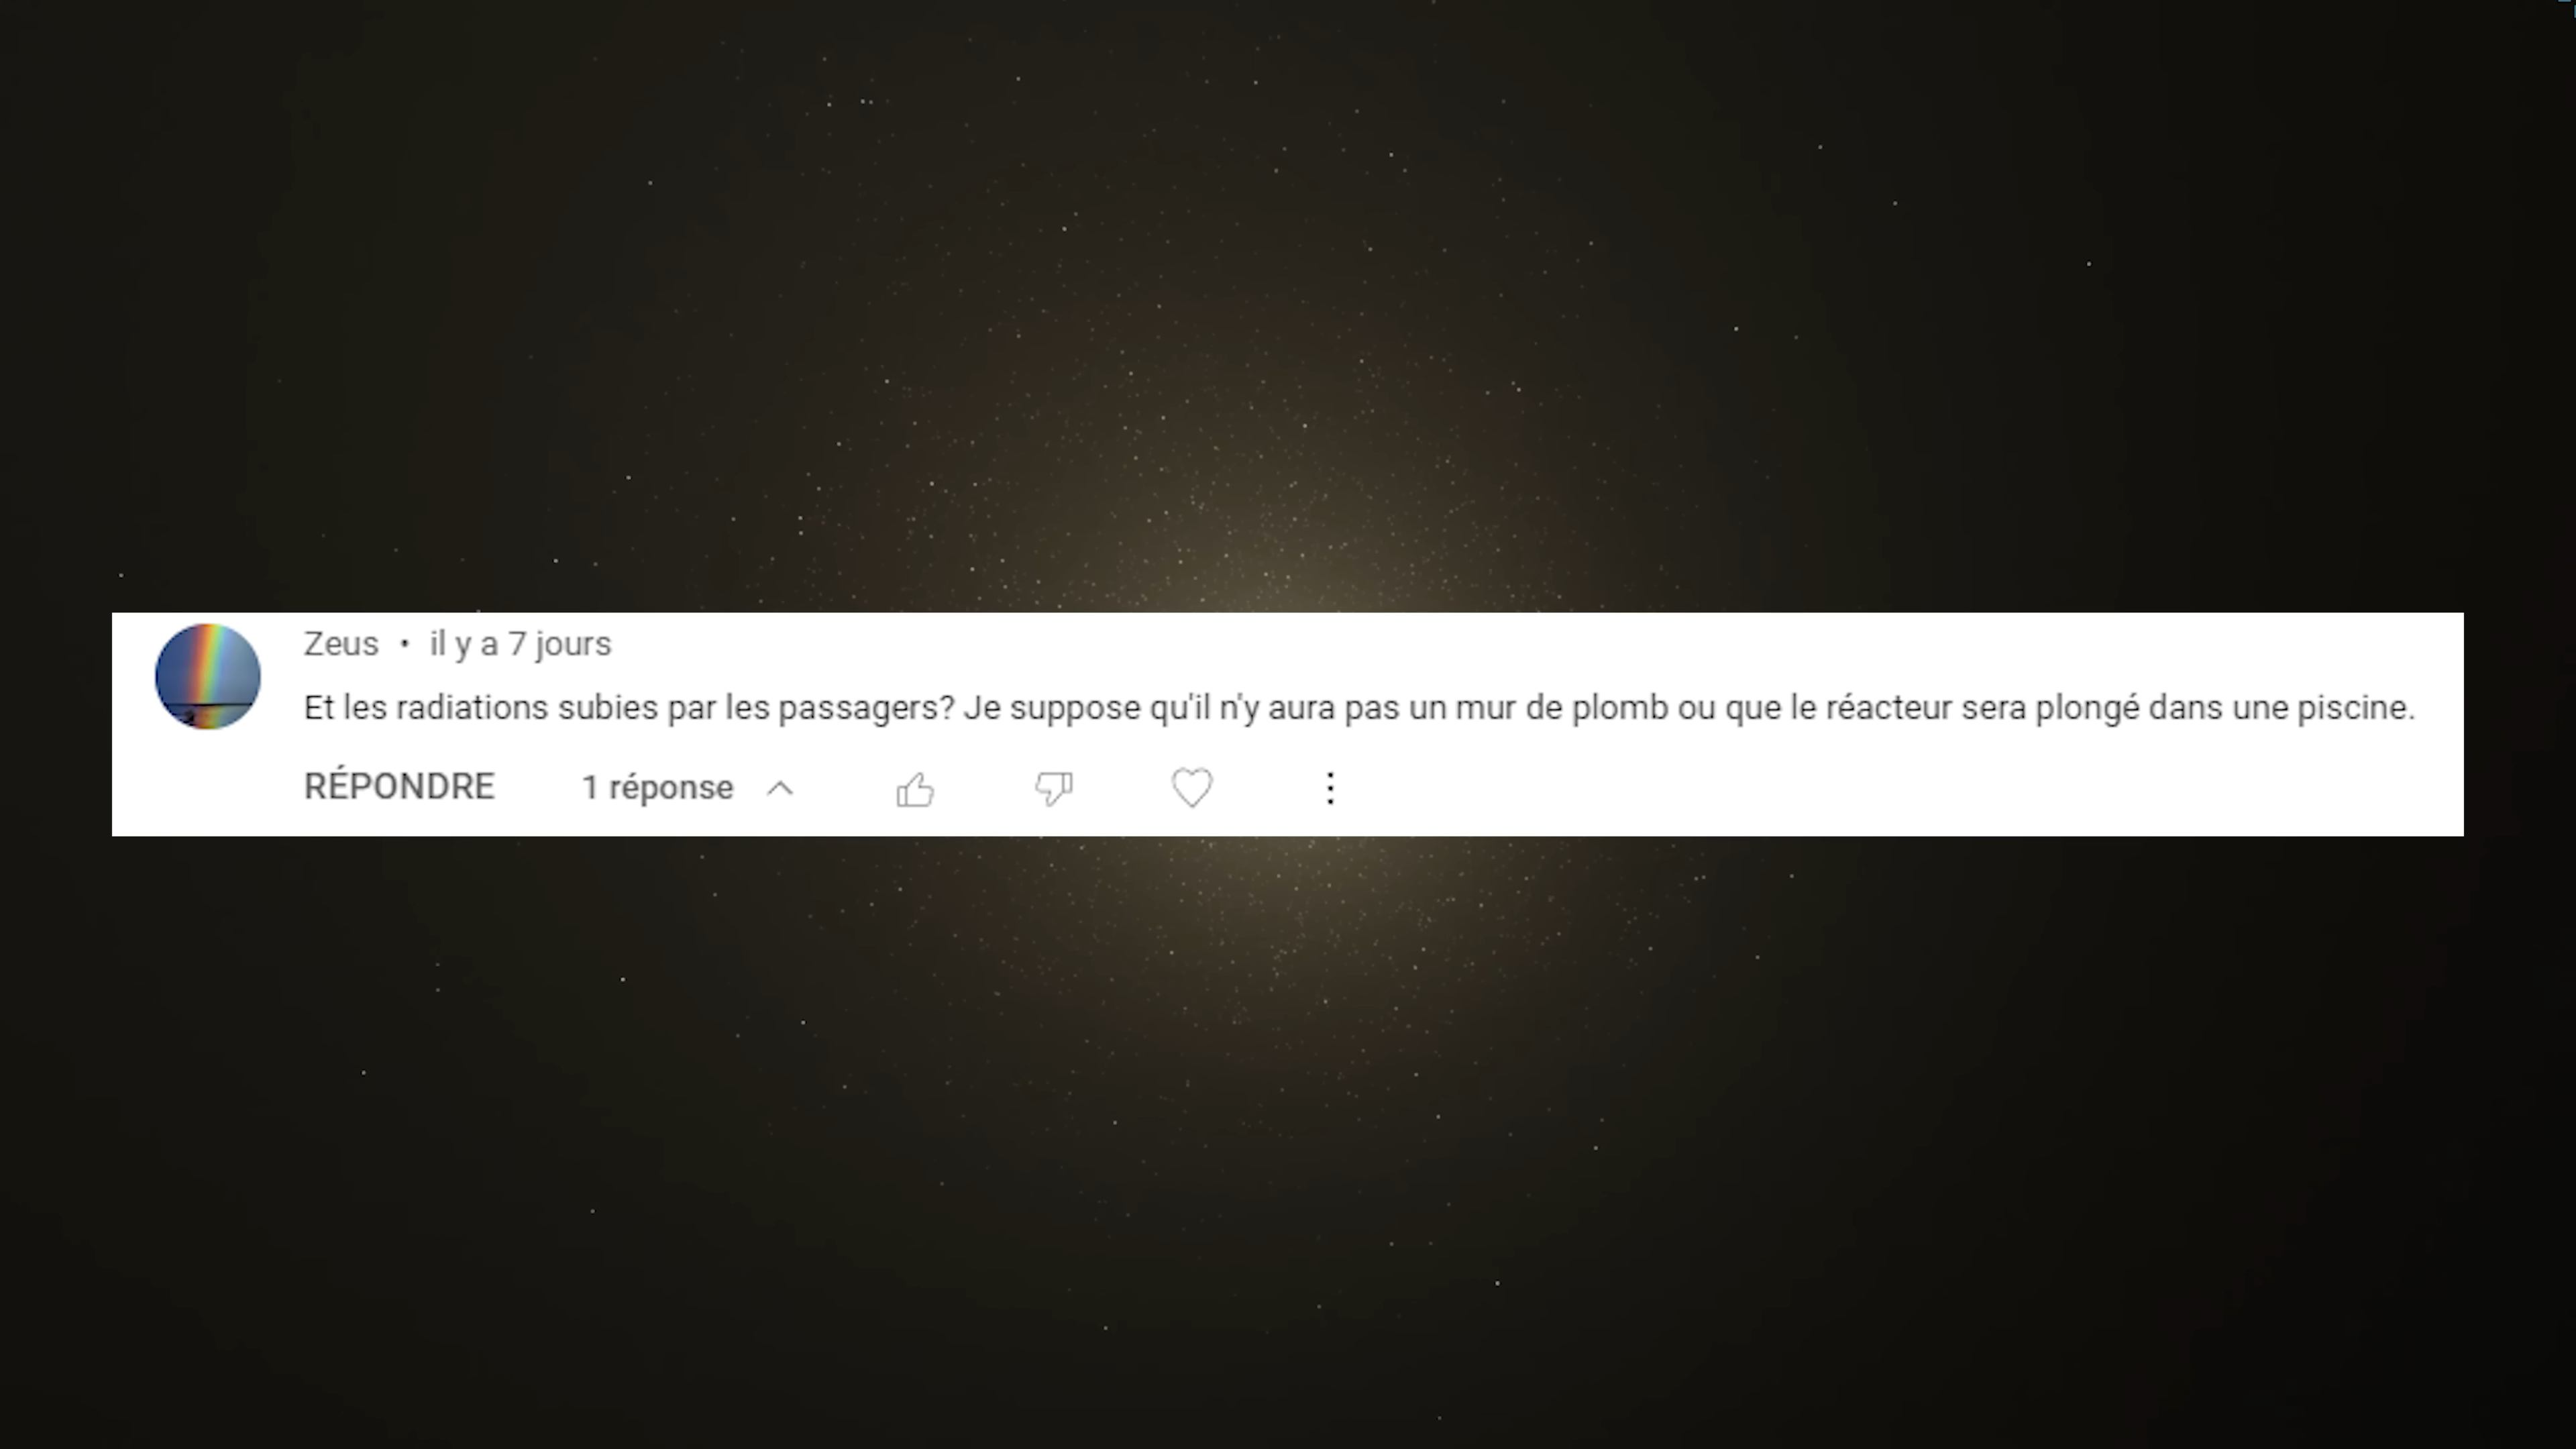 Zeus • il y a 7 jours
Et les radiations subies par les passagers? Je suppose qu'il n'y aura pas un mur de plomb ou que le réacteur sera plongé dans une piscine.
RÉPONDRE 1 réponse